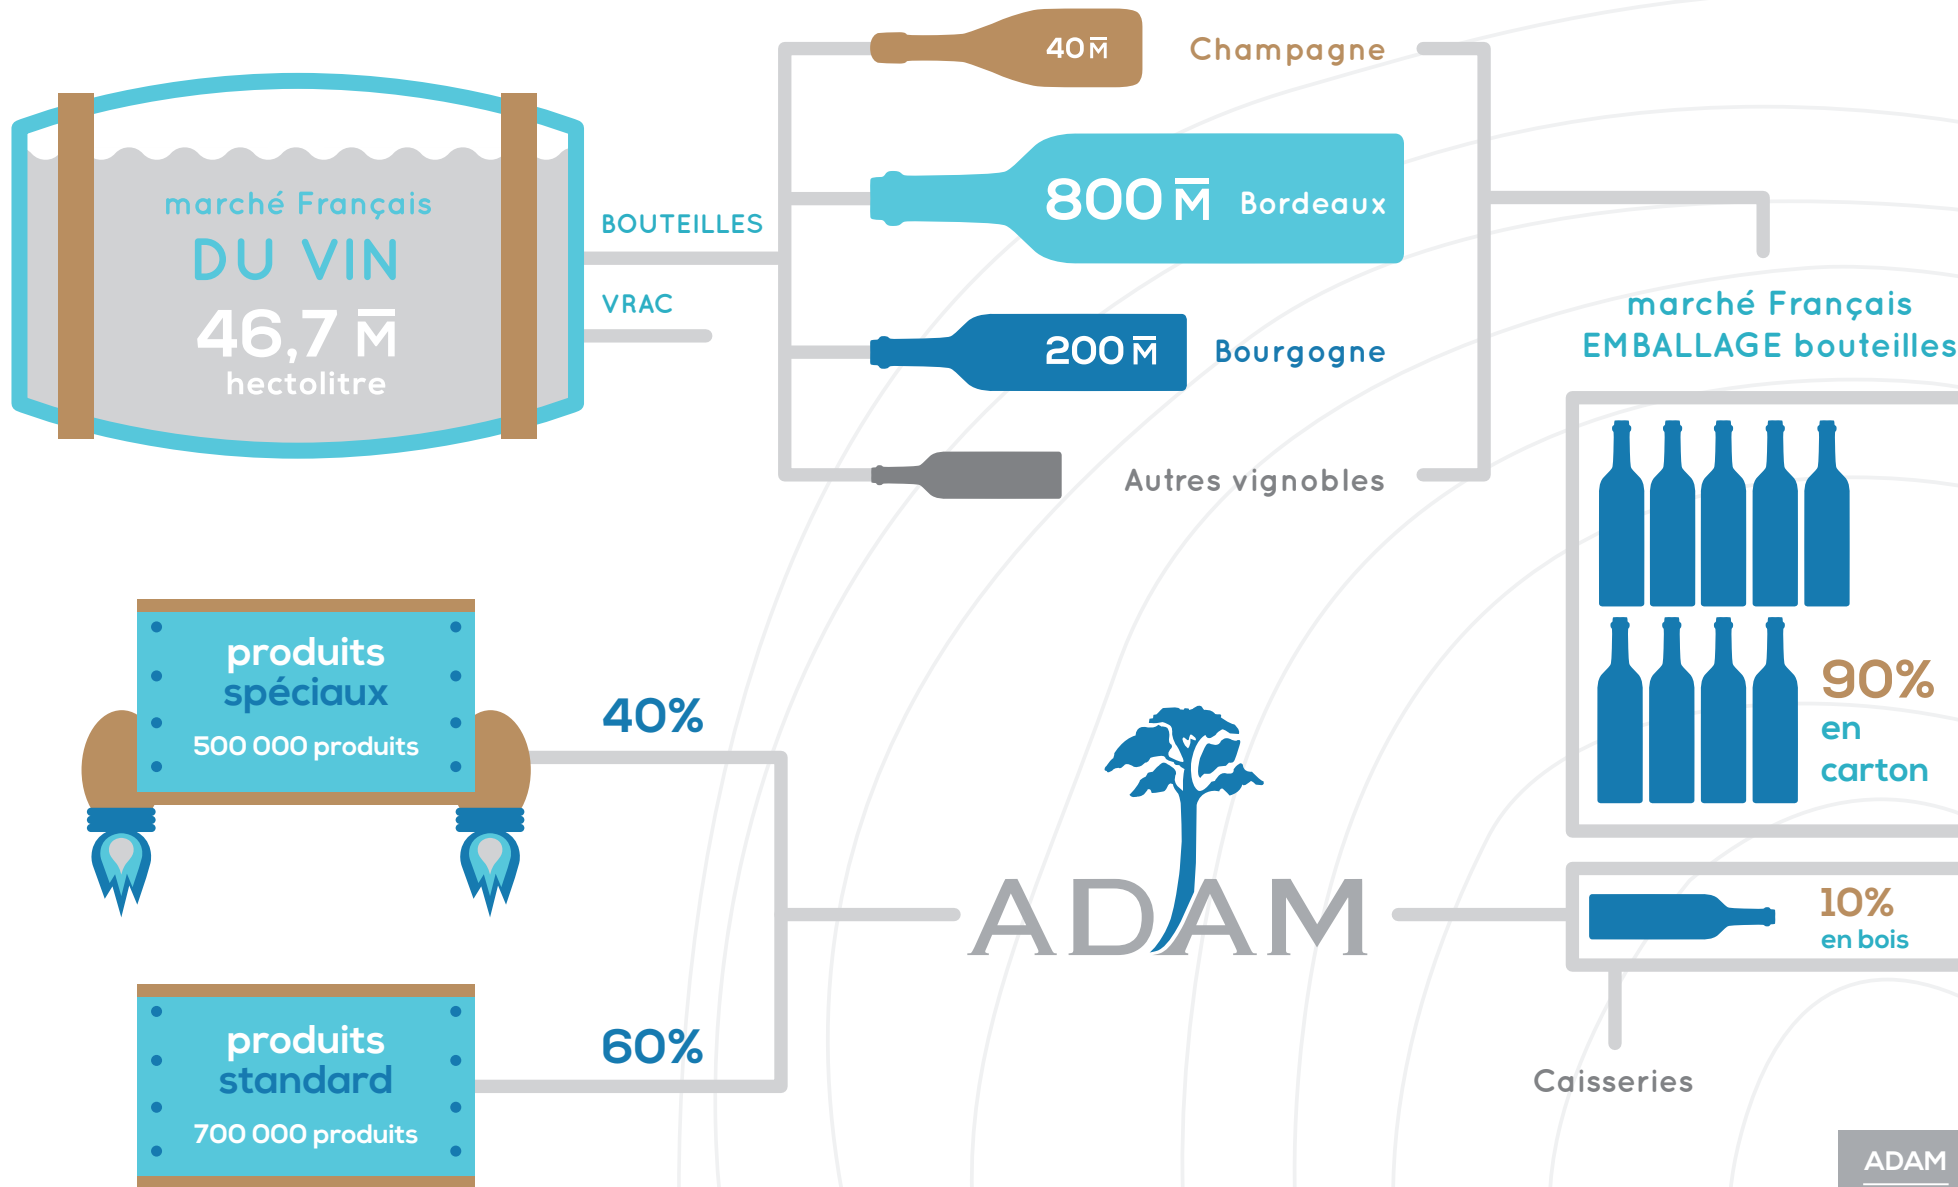 marché Français
DU VIN
46,7 M̅
hectolitre
BOUTEILLES
VRAC
40 M̅
Champagne
800 M̅ Bordeaux
200 M̅
Bourgogne
Autres vignobles
marché Français
EMBALLAGE bouteilles
90%
en
carton
10%
en bois
Caisseries
produits
spéciaux
500 000 produits
40%
ADAM
60%
produits
standard
700 000 produits
ADAM